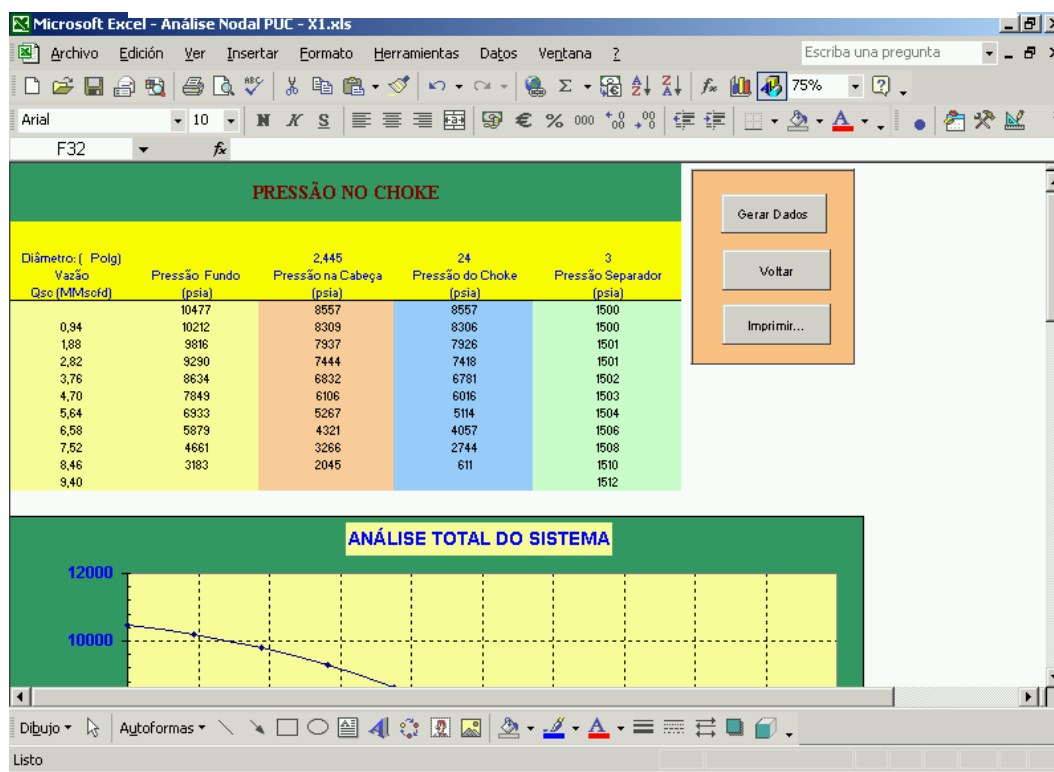 Microsoft Excel - Análise Nodal PUC - X1.xls
Archivo Edición Ver Insertar Formato Herramientas Datos Ventana ? Escriba una pregunta
75%
Arial 10 N K S € % 000
F32 fx
PRESSÃO NO CHOKE
Gerar Dados
Voltar
Imprimir...
Diâmetro: ( Polg) 2,445 24 3
Vazão Pressão Fundo Pressão na Cabeça Pressão do Choke Pressão Separador
Qsc (MMscfd) (psia) (psia) (psia) (psia)
10477 8557 8557 1500
0,94 10212 8309 8306 1500
1,88 9816 7937 7926 1501
2,82 9290 7444 7418 1501
3,76 8634 6832 6781 1502
4,70 7849 6106 6016 1503
5,64 6933 5267 5114 1504
6,58 5879 4321 4057 1506
7,52 4661 3266 2744 1508
8,46 3183 2045 611 1510
9,40 1512
ANÁLISE TOTAL DO SISTEMA
12000
10000
Dibujo Autoformas
Listo